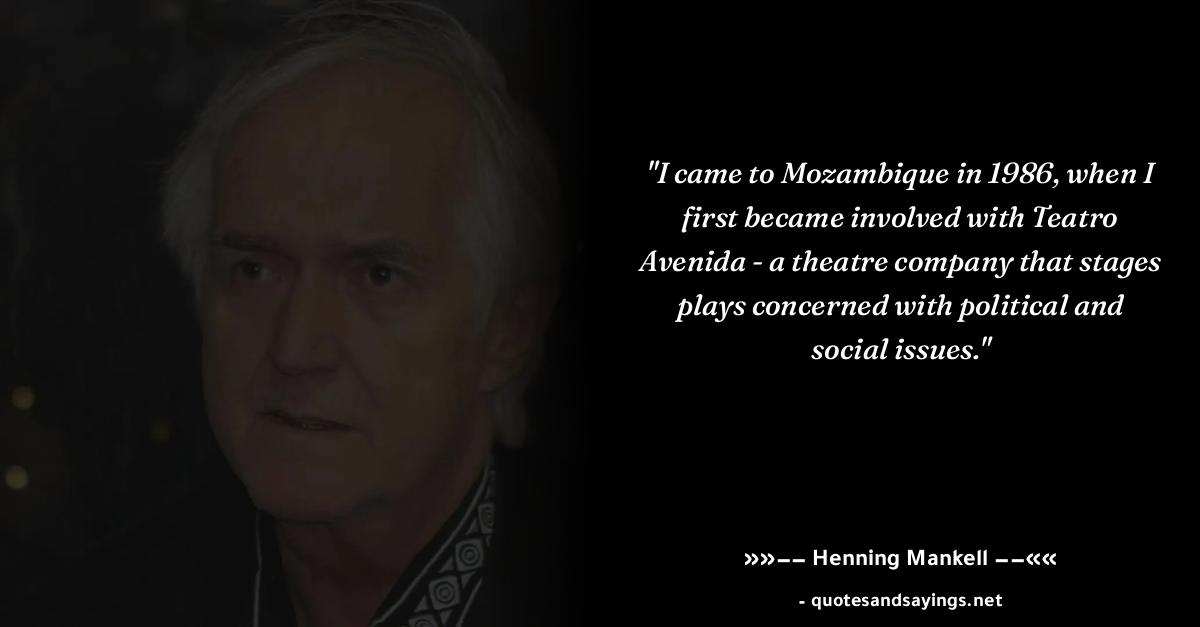 "I came to Mozambique in 1986, when I
first became involved with Teatro
Avenida - a theatre company that stages
plays concerned with political and
social issues."
»»−− Henning Mankell −−««
- quotesandsayings.net